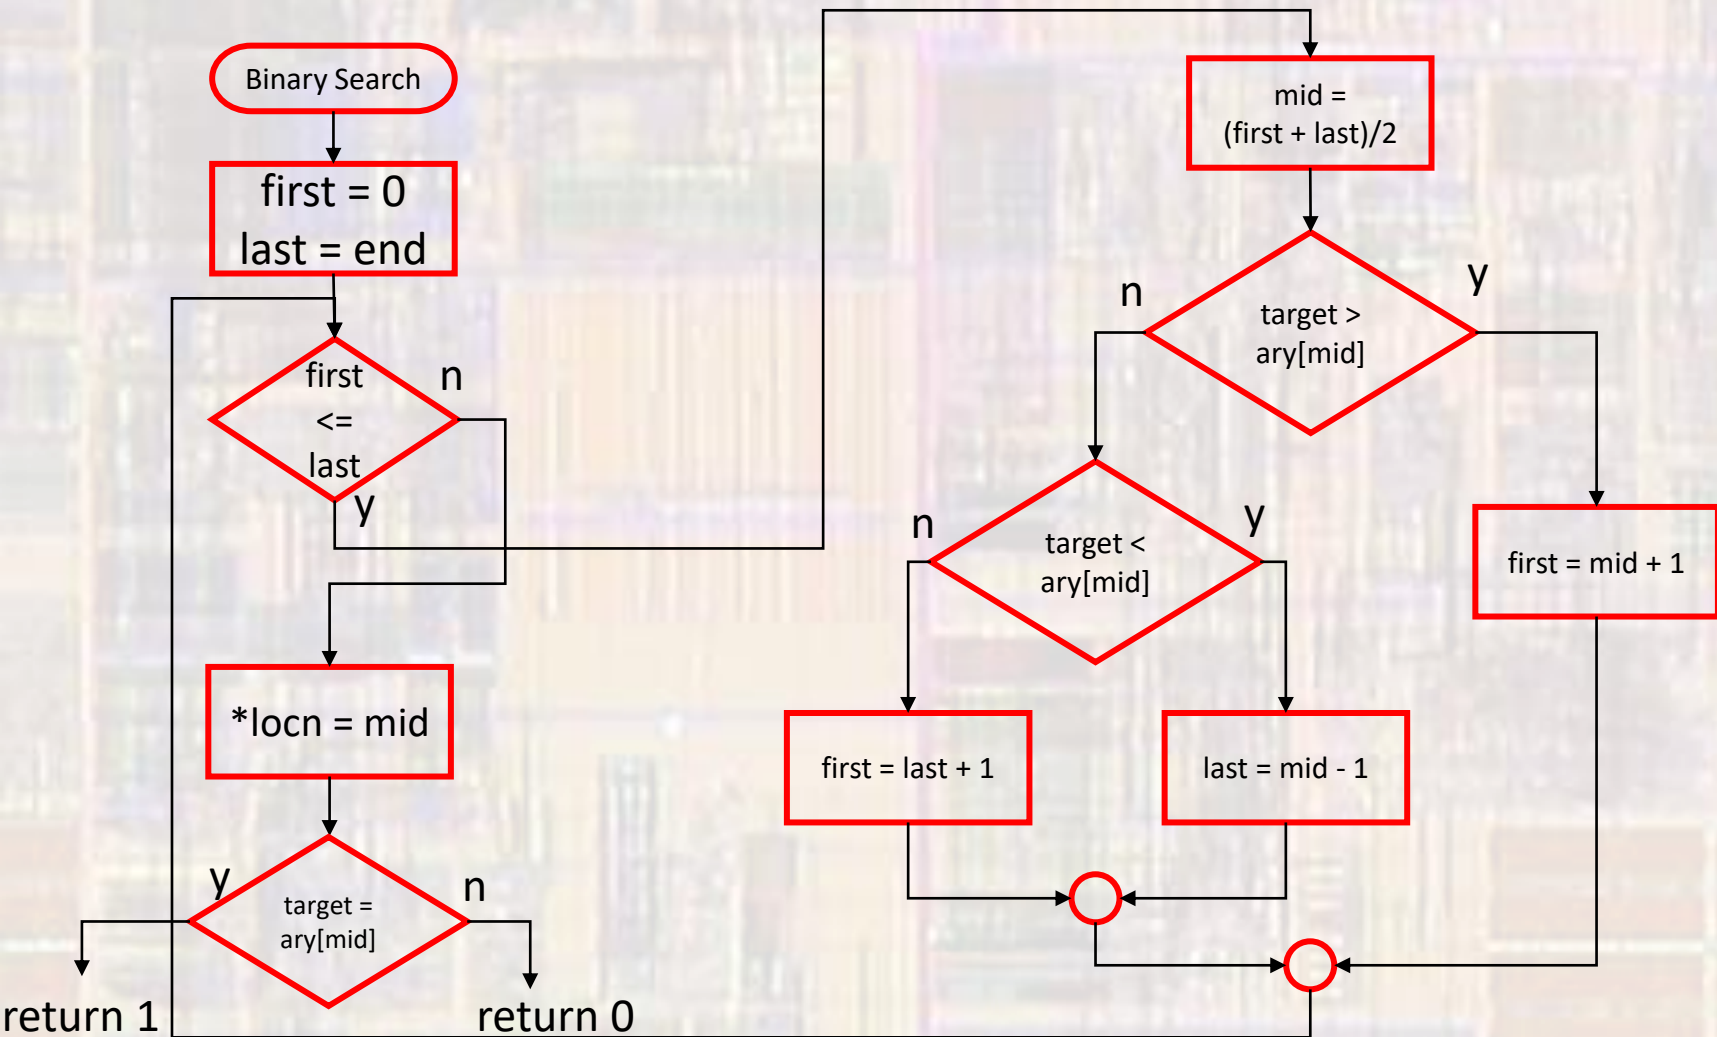 Binary Search
first = 0
last = end
first
<=
last
n
y
*locn = mid
target =
ary[mid]
y
n
return 1
return 0
mid =
(first + last)/2
target >
ary[mid]
n
y
target <
ary[mid]
n
y
first = mid + 1
first = last + 1
last = mid - 1